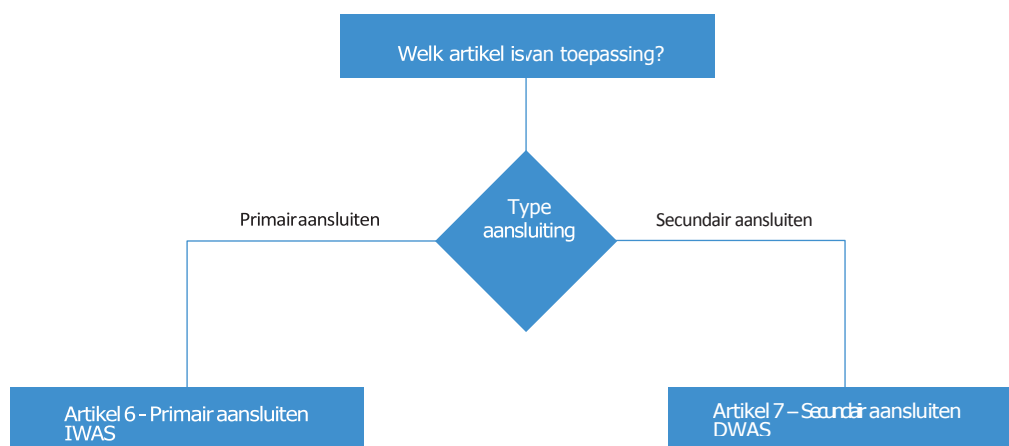 Welk artikel is van toepassing?
Type
aansluiting
Primair aansluiten
Secundair aansluiten
Artikel 6 - Primair aansluiten
IWAS
Artikel 7 – Secundair aansluiten
DWAS